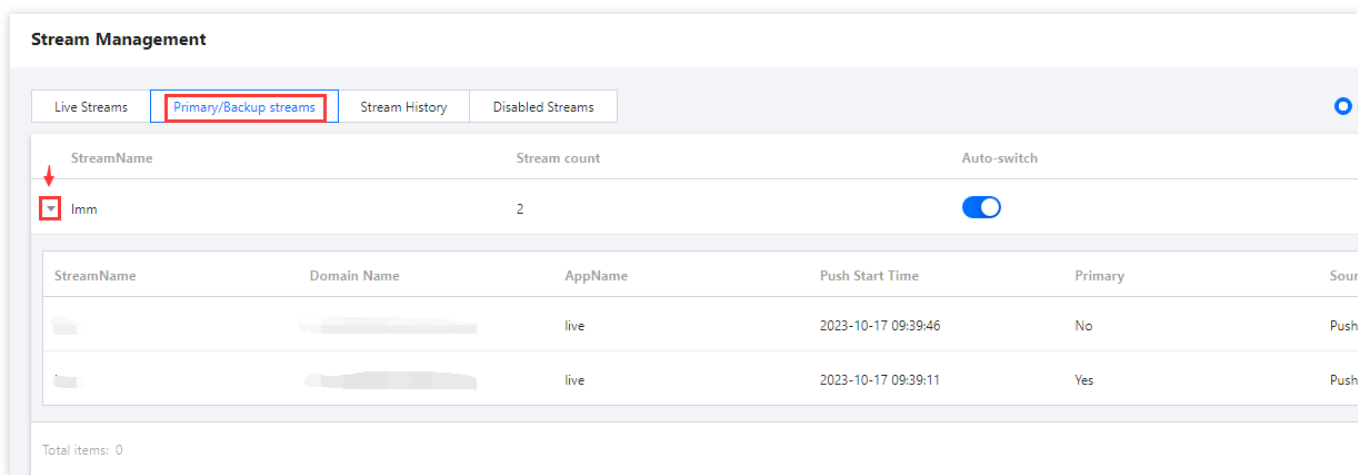 Stream Management
Live Streams Primary/Backup streams Stream History Disabled Streams
StreamName Stream count Auto-switch
lmm 2
StreamName Domain Name AppName Push Start Time Primary Sour
live 2023-10-17 09:39:46 No Push
live 2023-10-17 09:39:11 Yes Push
Total items: 0